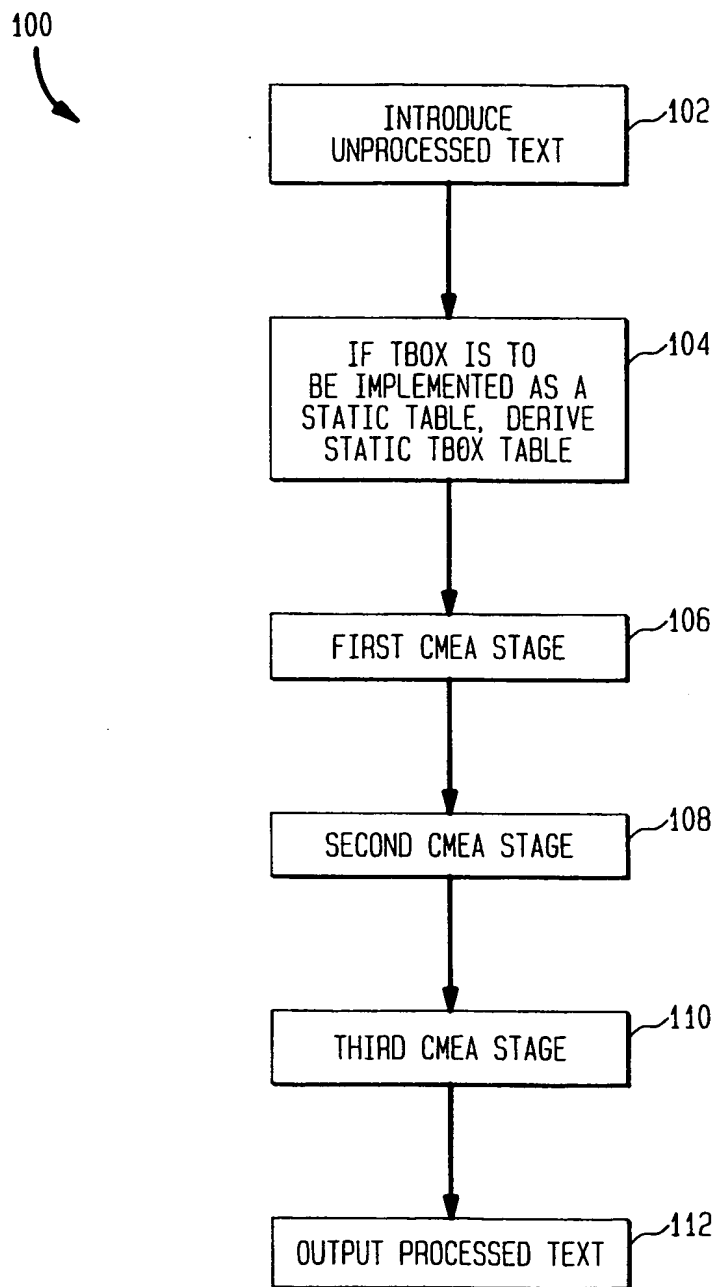 100
INTRODUCE
UNPROCESSED TEXT
102
IF TBOX IS TO
BE IMPLEMENTED AS A
STATIC TABLE, DERIVE
STATIC TBOX TABLE
104
FIRST CMEA STAGE
106
SECOND CMEA STAGE
108
THIRD CMEA STAGE
110
OUTPUT PROCESSED TEXT
112